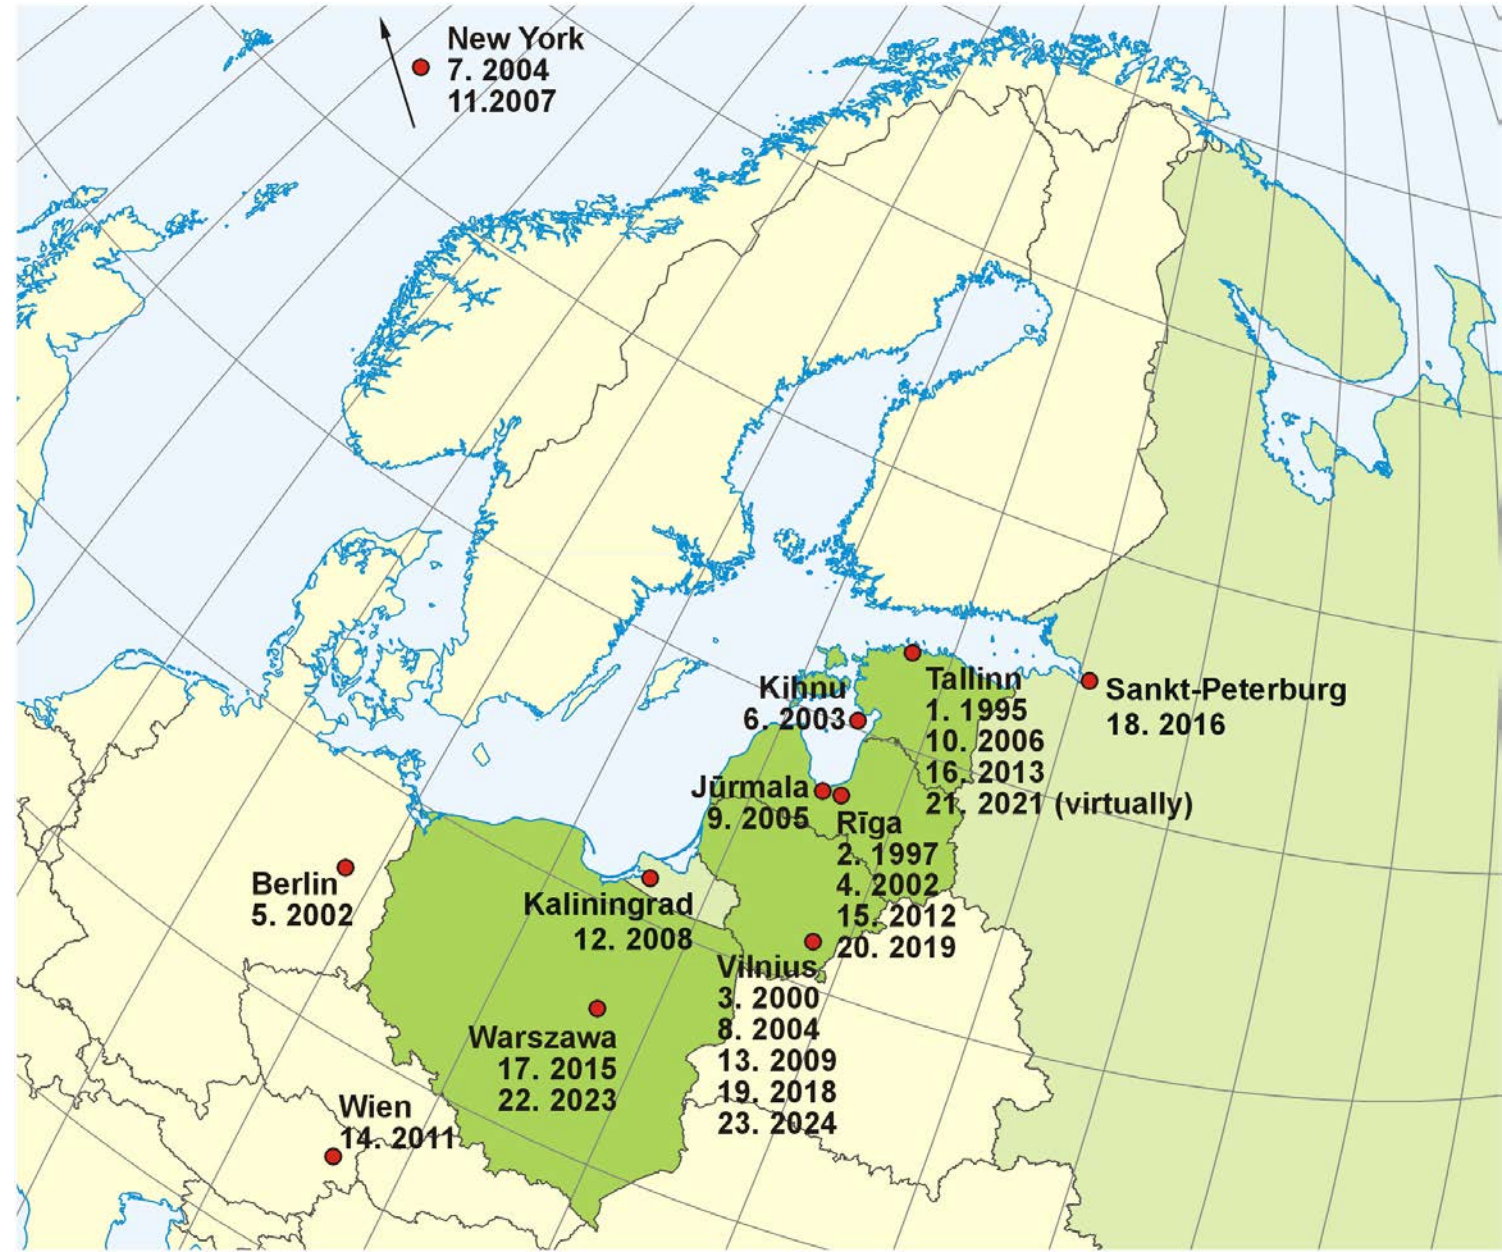 New York
7. 2004
11.2007
Kihnu
6. 2003
Tallinn
1. 1995
10. 2006
16. 2013
21. 2021 (virtually)
Sankt-Peterburg
18. 2016
Jūrmala
9. 2005
Rīga
2. 1997
4. 2002
15. 2012
20. 2019
Berlin
5. 2002
Kaliningrad
12. 2008
Vilnius
3. 2000
8. 2004
13. 2009
19. 2018
23. 2024
Warszawa
17. 2015
22. 2023
Wien
14. 2011